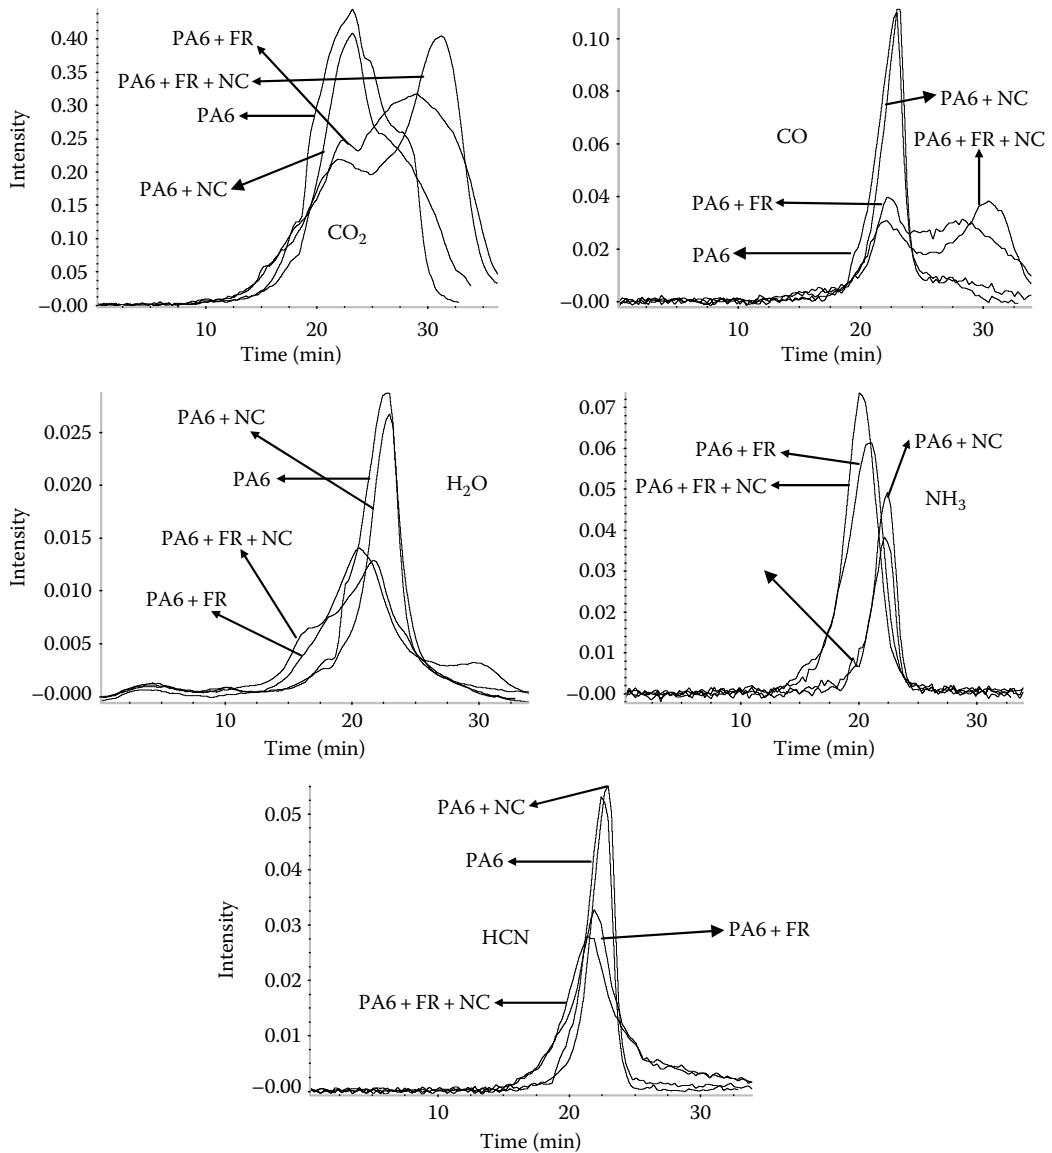 PA6 + FR
PA6 + FR + NC
PA6
PA6 + NC
CO2
0.40
0.35
0.30
0.25
0.20
0.15
0.10
0.05
−0.00
Intensity
10 20 30
Time (min)
PA6 + NC
CO
PA6 + FR + NC
PA6 + FR
PA6
0.10
0.08
0.06
0.04
0.02
−0.00
10 20 30
Time (min)
PA6 + NC
PA6
H2O
PA6 + FR + NC
PA6 + FR
0.025
0.020
0.015
0.010
0.005
−0.000
Intensity
10 20 30
Time (min)
PA6 + NC
PA6 + FR
PA6 + FR + NC
NH3
0.07
0.06
0.05
0.04
0.03
0.02
0.01
−0.00
10 20 30
Time (min)
PA6 + NC
PA6
PA6 + FR
HCN
PA6 + FR + NC
0.05
0.04
0.03
0.02
0.01
−0.00
Intensity
10 20 30
Time (min)